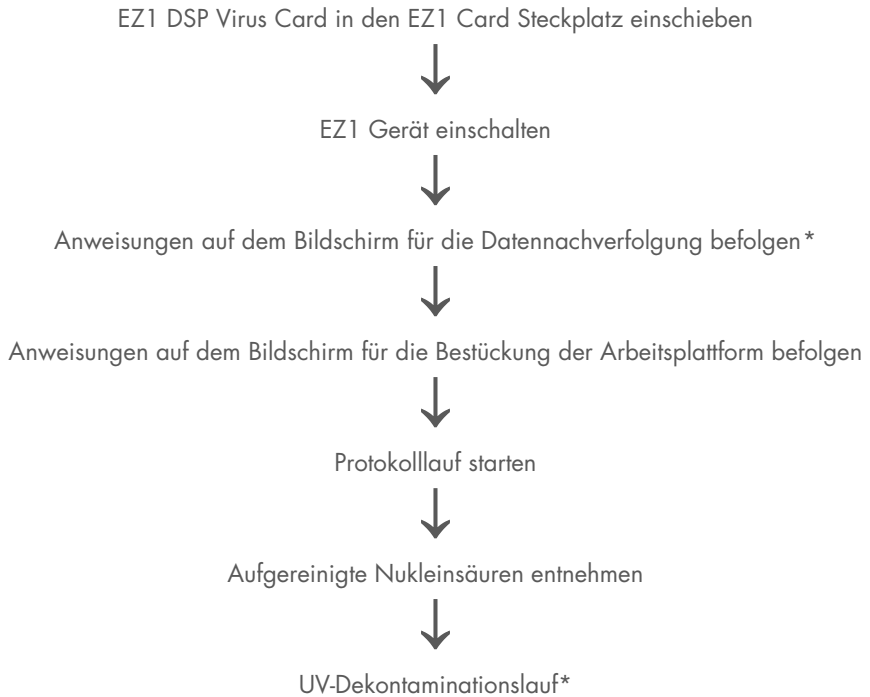 EZ1 DSP Virus Card in den EZ1 Card Steckplatz einschieben
EZ1 Gerät einschalten
Anweisungen auf dem Bildschirm für die Datennachverfolgung befolgen*
Anweisungen auf dem Bildschirm für die Bestückung der Arbeitsplattform befolgen
Protokolllauf starten
Aufgereinigte Nukleinsäuren entnehmen
UV-Dekontaminationslauf*